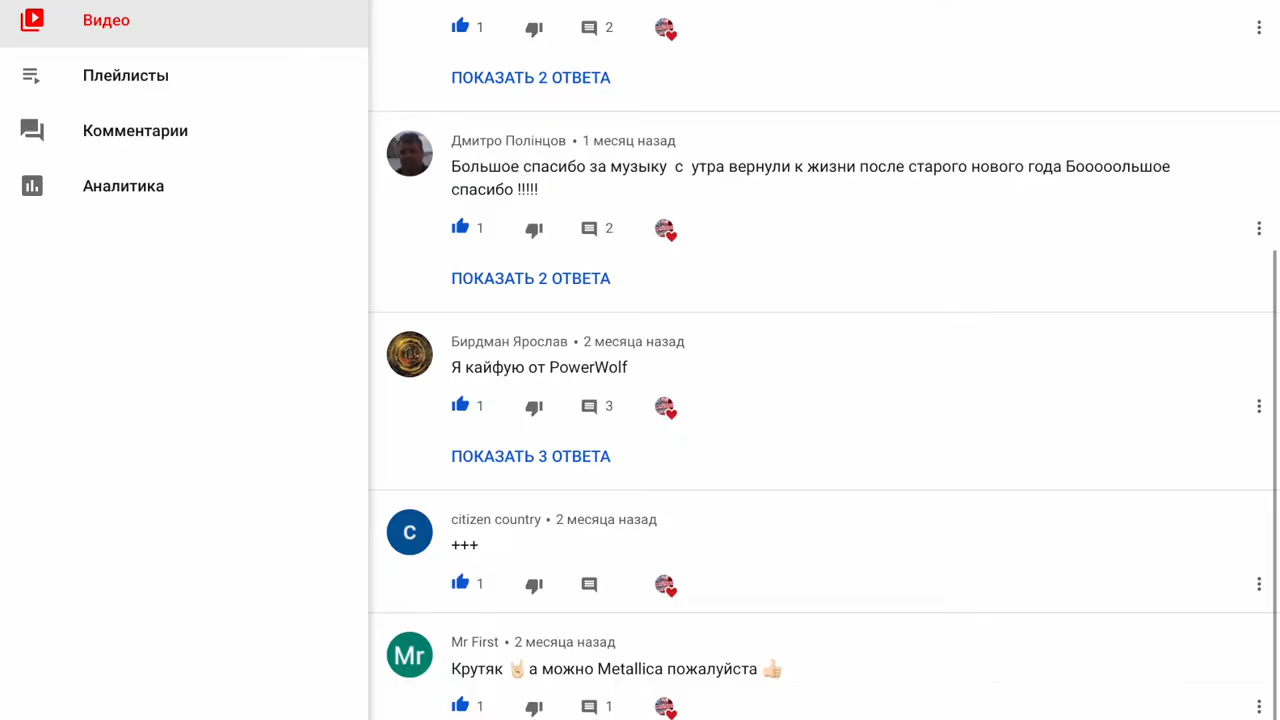 Видео
Плейлисты
Комментарии
Аналитика
1 2
ПОКАЗАТЬ 2 ОТВЕТА
Дмитро Полінцов • 1 месяц назад
Большое спасибо за музыку с утра вернули к жизни после старого нового года Бооооольшое
спасибо !!!!!
1 2
ПОКАЗАТЬ 2 ОТВЕТА
Бирдман Ярослав • 2 месяца назад
Я кайфую от PowerWolf
1 3
ПОКАЗАТЬ 3 ОТВЕТА
C
citizen country • 2 месяца назад
+++
1
Mr
Mr First • 2 месяца назад
Крутяк 🤘🏻а можно Metallica пожалуйста 👍🏻
1 1